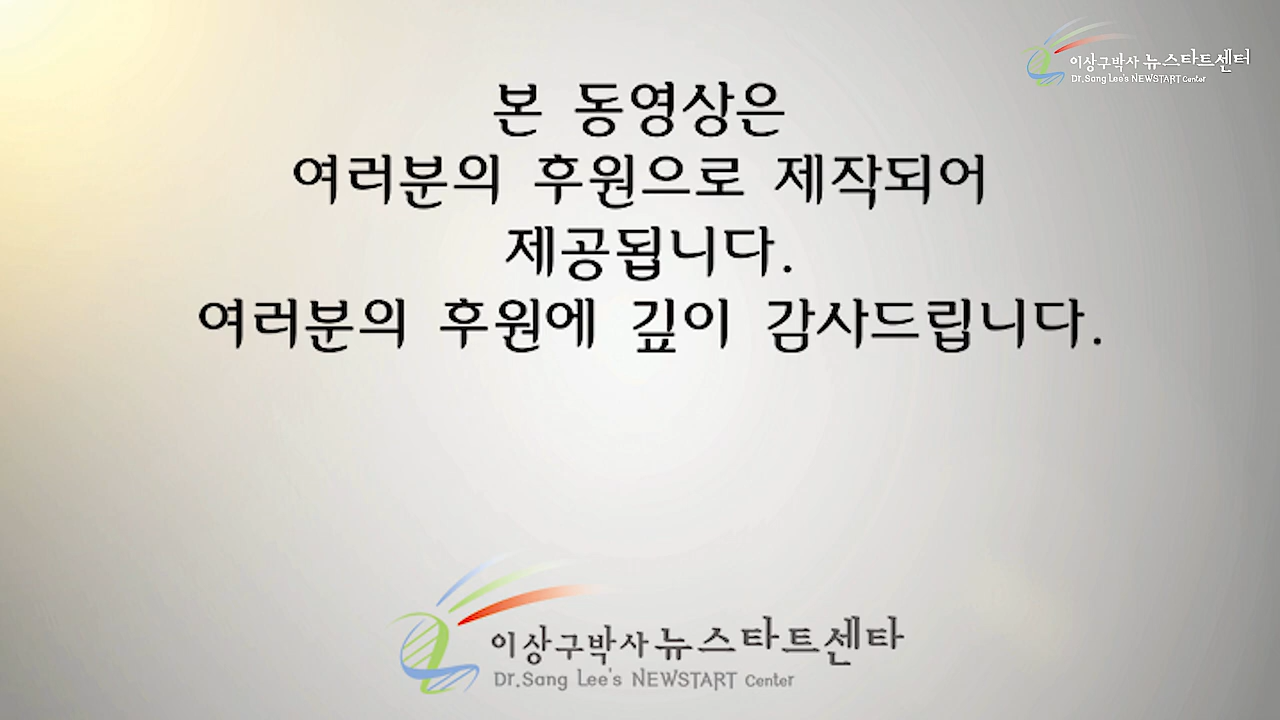 이상구박사 뉴스타트센터
Dr.Sang Lee's NEWSTART Center
본 동영상은
여러분의 후원으로 제작되어
제공됩니다.
여러분의 후원에 깊이 감사드립니다.
이상구박사 뉴스타트센타
Dr.Sang Lee's NEWSTART Center